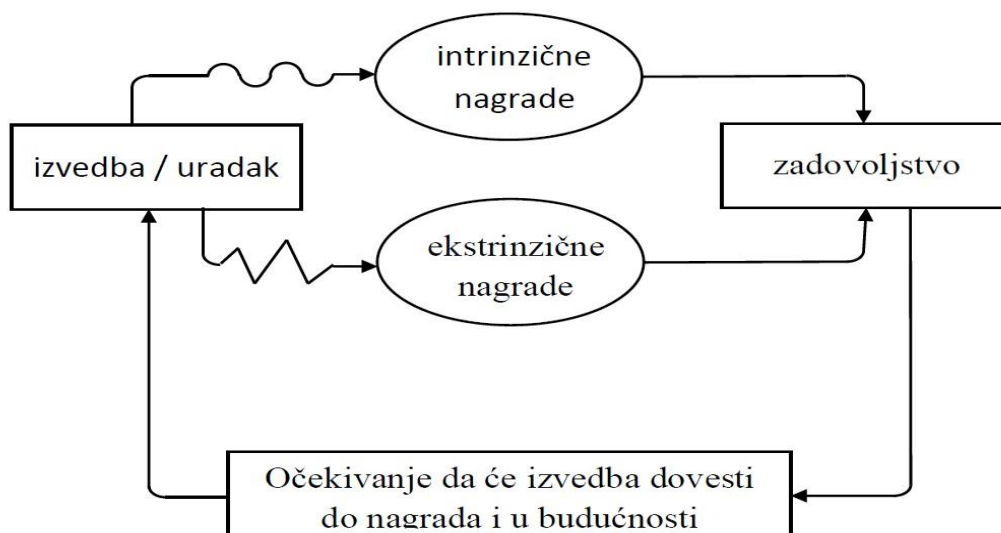 intrinzične
nagrade
izvedba / uradak
zadovoljstvo
ekstrinzične
nagrade
Očekivanje da će izvedba dovesti
do nagrada i u budućnosti